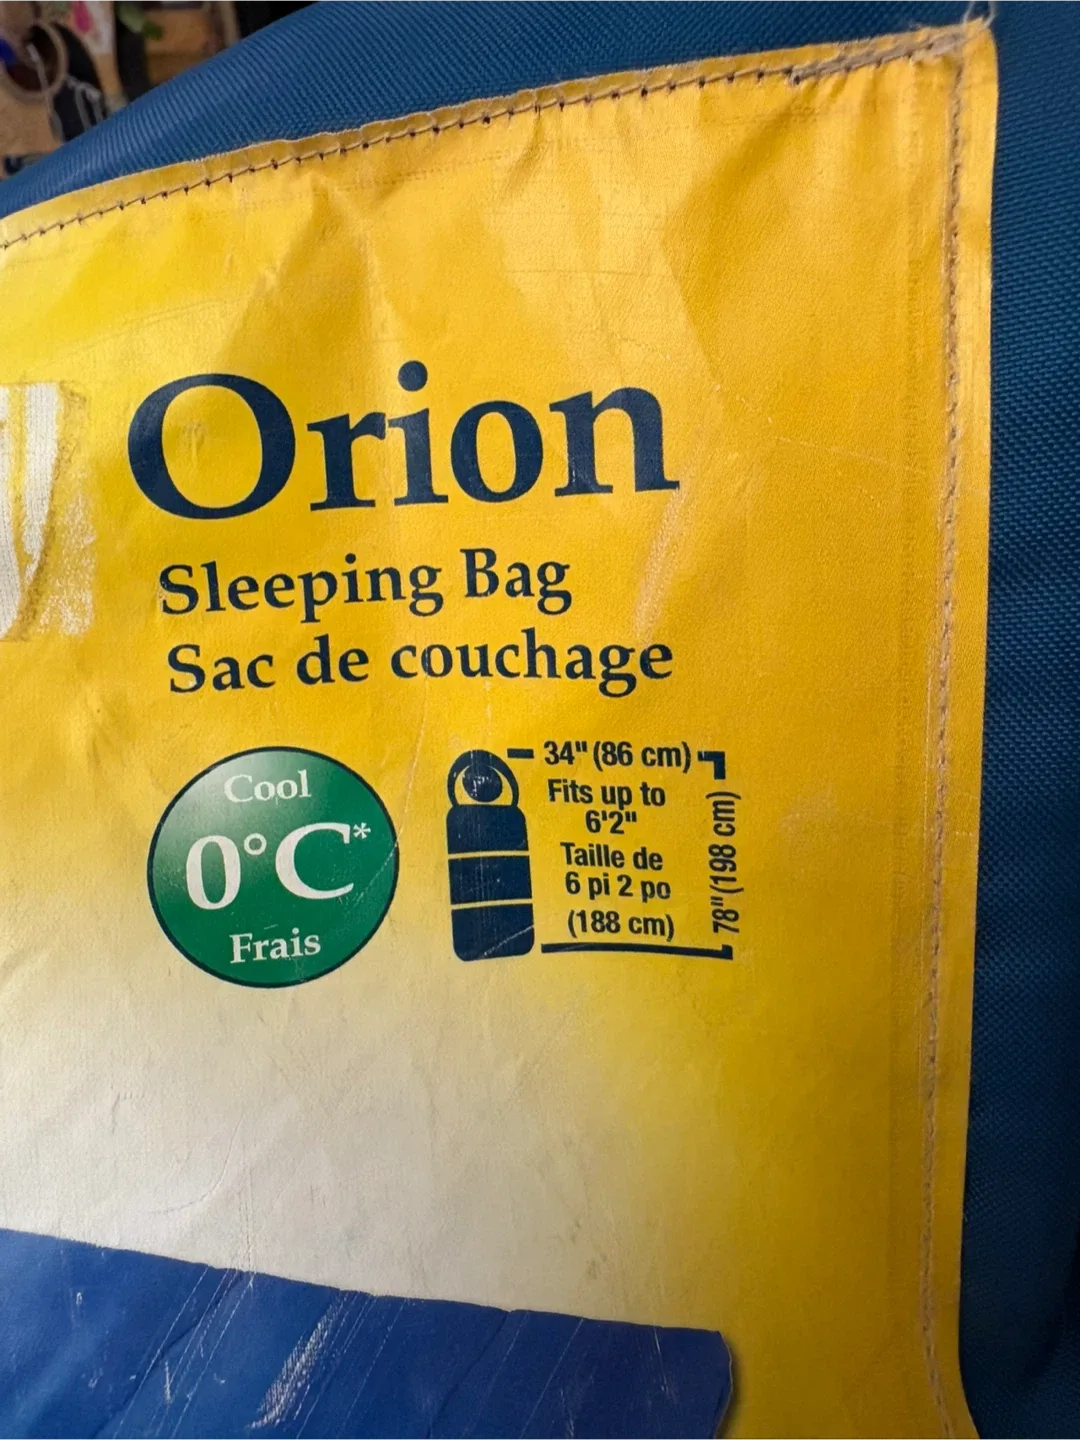 Orion
Sleeping Bag
Sac de couchage
Cool
0°C*
Frais
34" (86 cm)
Fits up to
6'2"
Taille de
6 pi 2 po
(188 cm)
78" (198 cm)